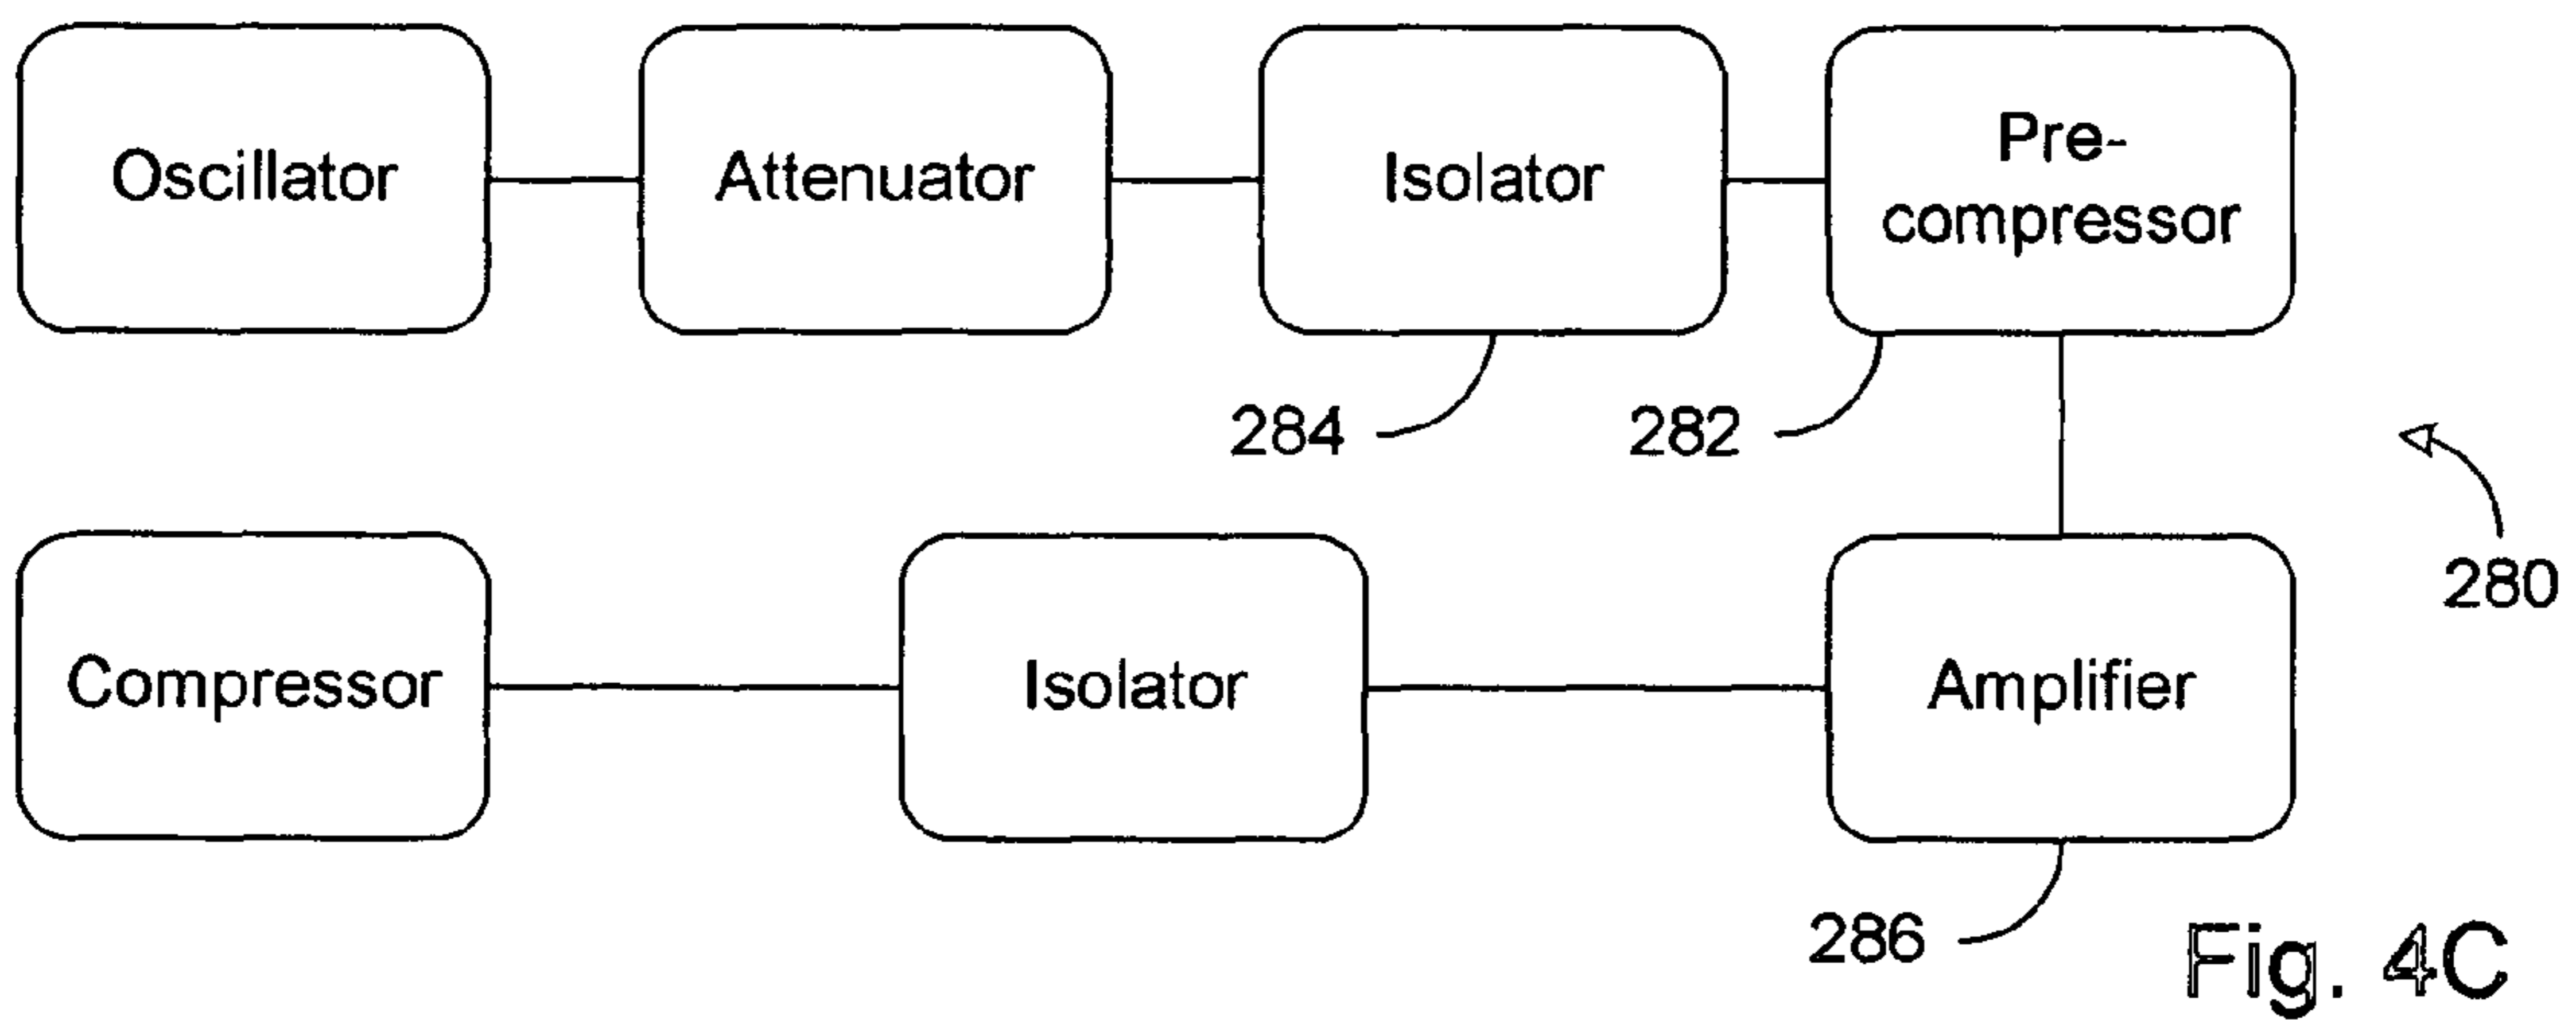 Oscillator
Attenuator
Isolator
Pre-
compressor
284
282
280
Compressor
Isolator
Amplifier
286
Fig. 4C